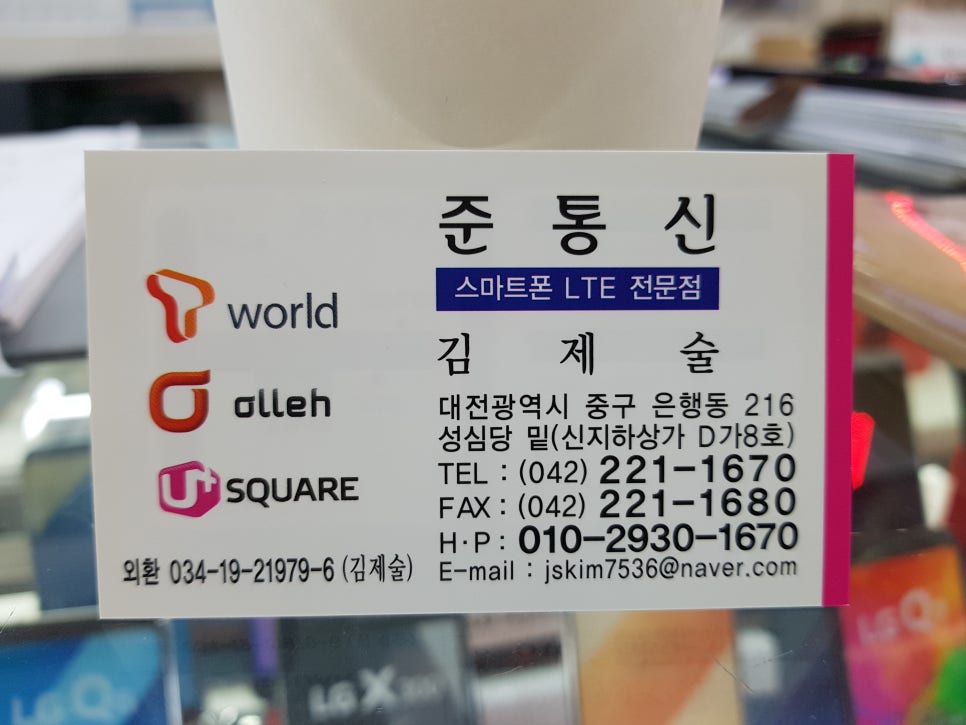 준 통 신
스마트폰 LTE 전문점
김 제 술
T world
olleh
U+ SQUARE
대전광역시 중구 은행동 216
성심당 밑(신지하상가 D가8호)
TEL : (042) 221-1670
FAX : (042) 221-1680
H·P : 010-2930-1670
E-mail : jskim7536@naver.com
외환 034-19-21979-6 (김제술)
LG
LG X
LG